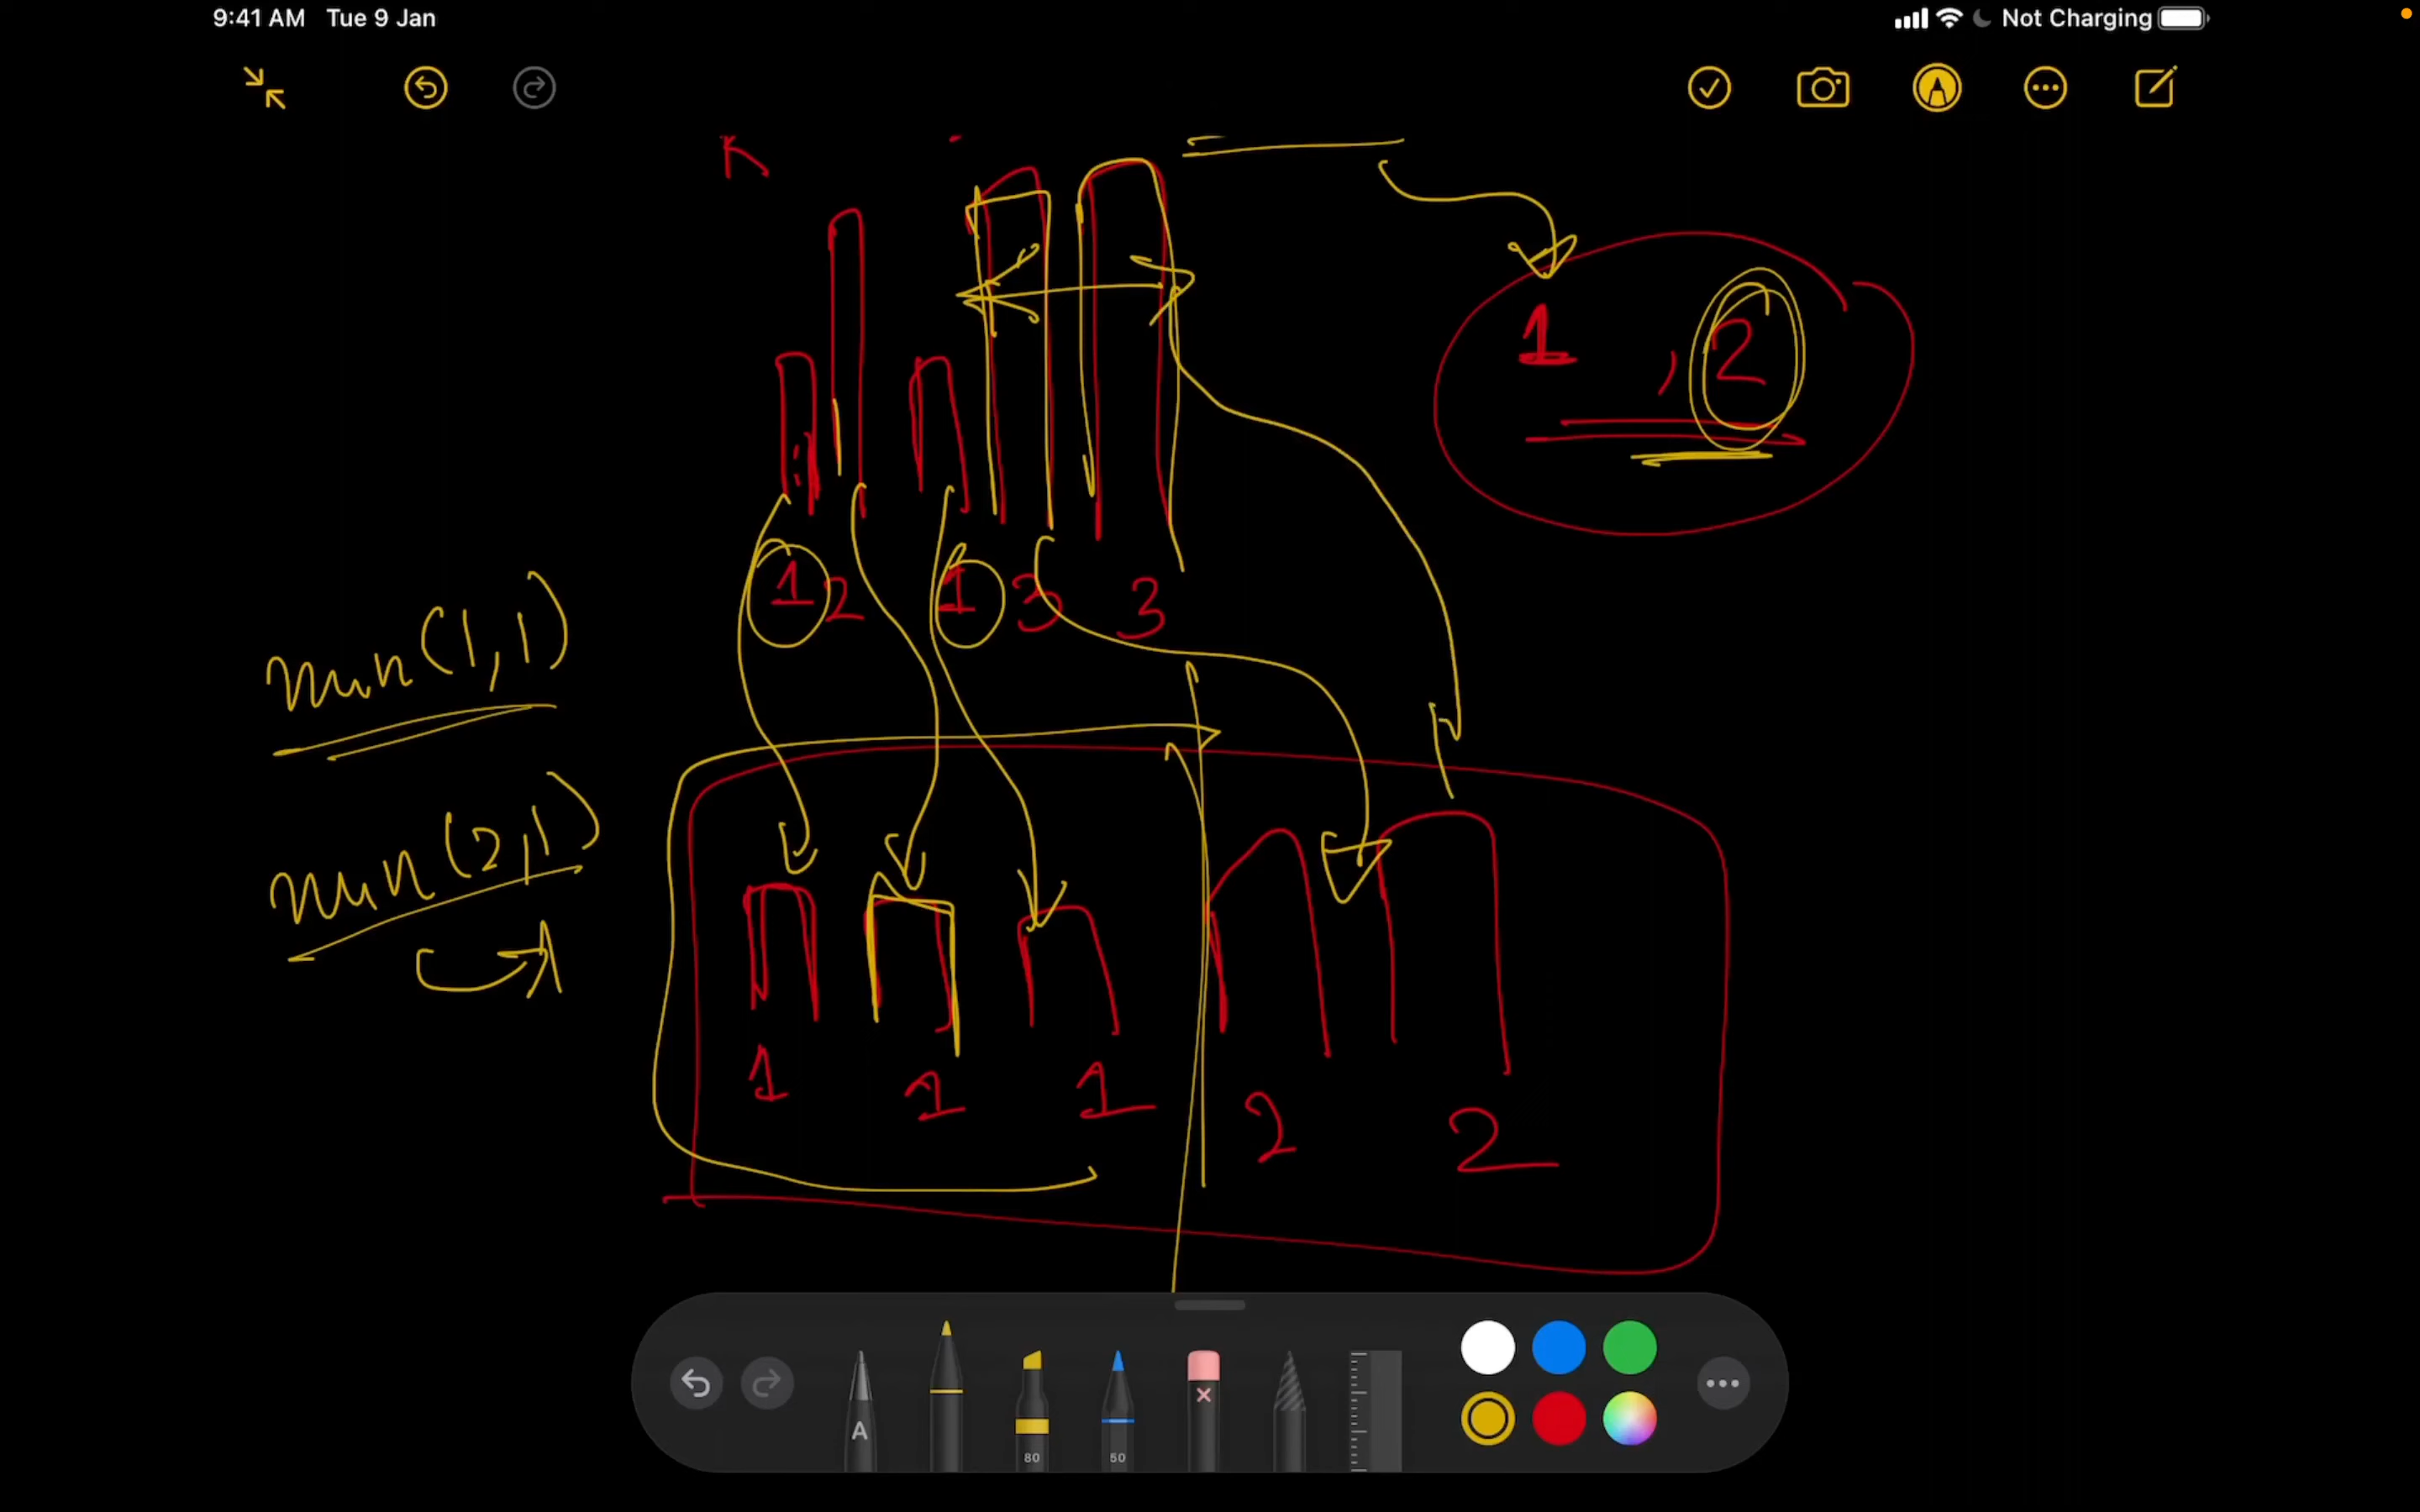 9:41 AM Tue 9 Jan
Not Charging
K
1 , 2
1 2 1 3 3
min(1,1)
min(2,1)
1 1 1 2 2
A
80
50